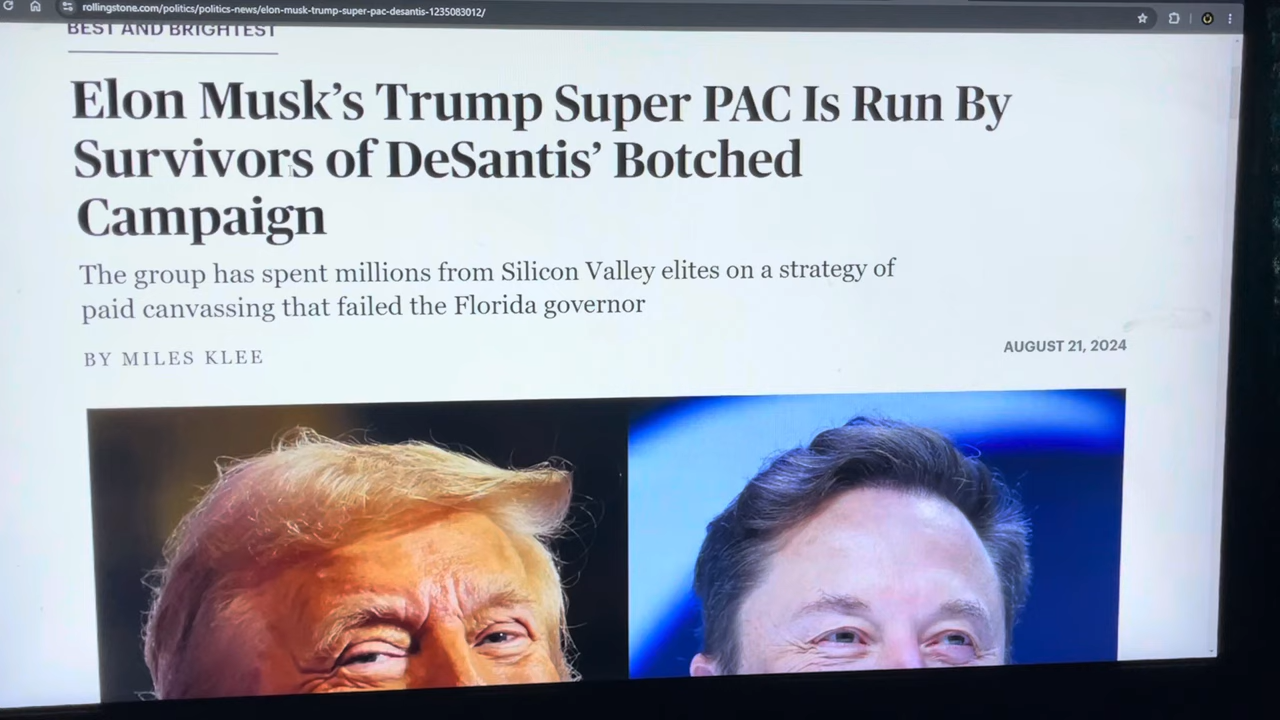 rollingstone.com/politics/politics-news/elon-musk-trump-super-pac-desantis-1235083012/
BEST AND BRIGHTEST
Elon Musk’s Trump Super PAC Is Run By
Survivors of DeSantis’ Botched
Campaign
The group has spent millions from Silicon Valley elites on a strategy of
paid canvassing that failed the Florida governor
BY MILES KLEE
AUGUST 21, 2024